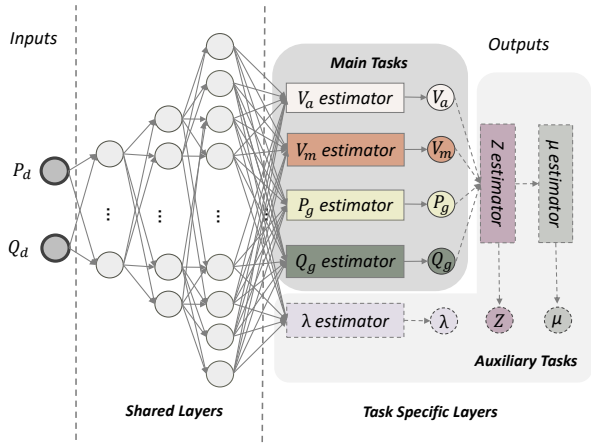 Inputs
Outputs
Main Tasks
V_a estimator
V_a
V_m estimator
V_m
P_g estimator
P_g
Q_g estimator
Q_g
λ estimator
λ
Z estimator
Z
μ estimator
μ
P_d
Q_d
...
...
...
...
Auxiliary Tasks
Shared Layers
Task Specific Layers